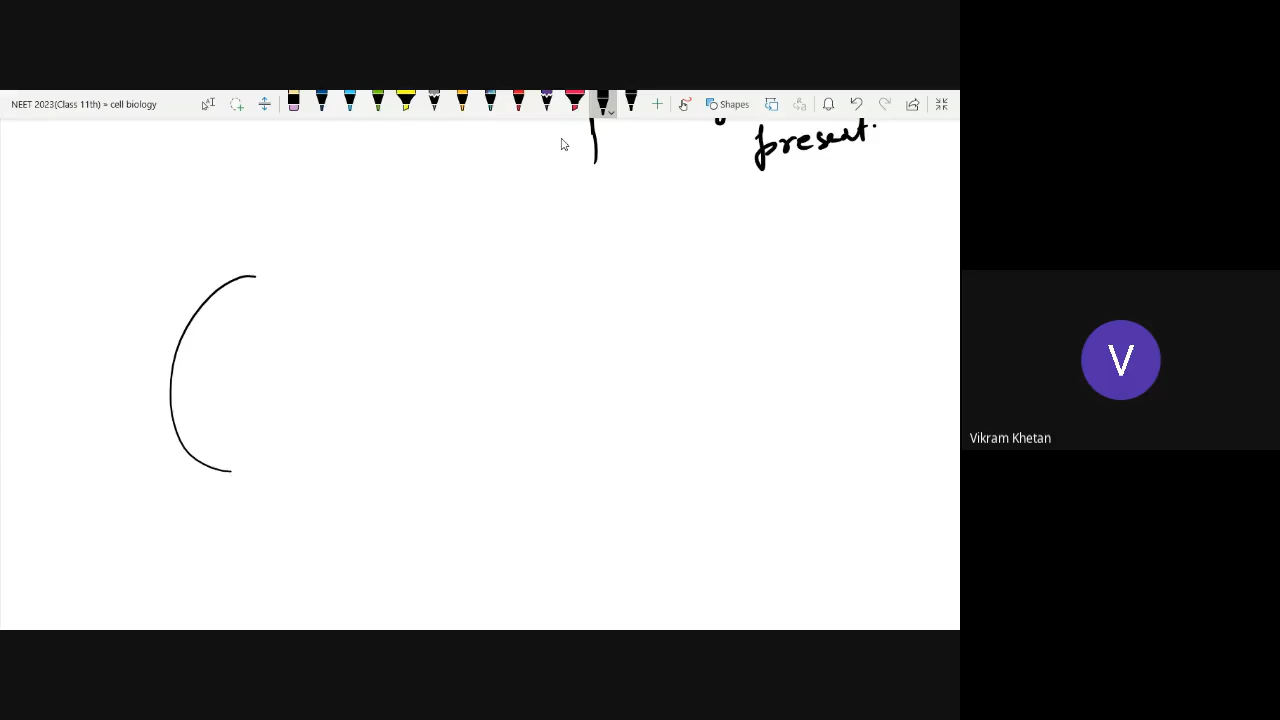 NEET 2023(Class 11th) » cell biology
Shapes
present.
V
Vikram Khetan